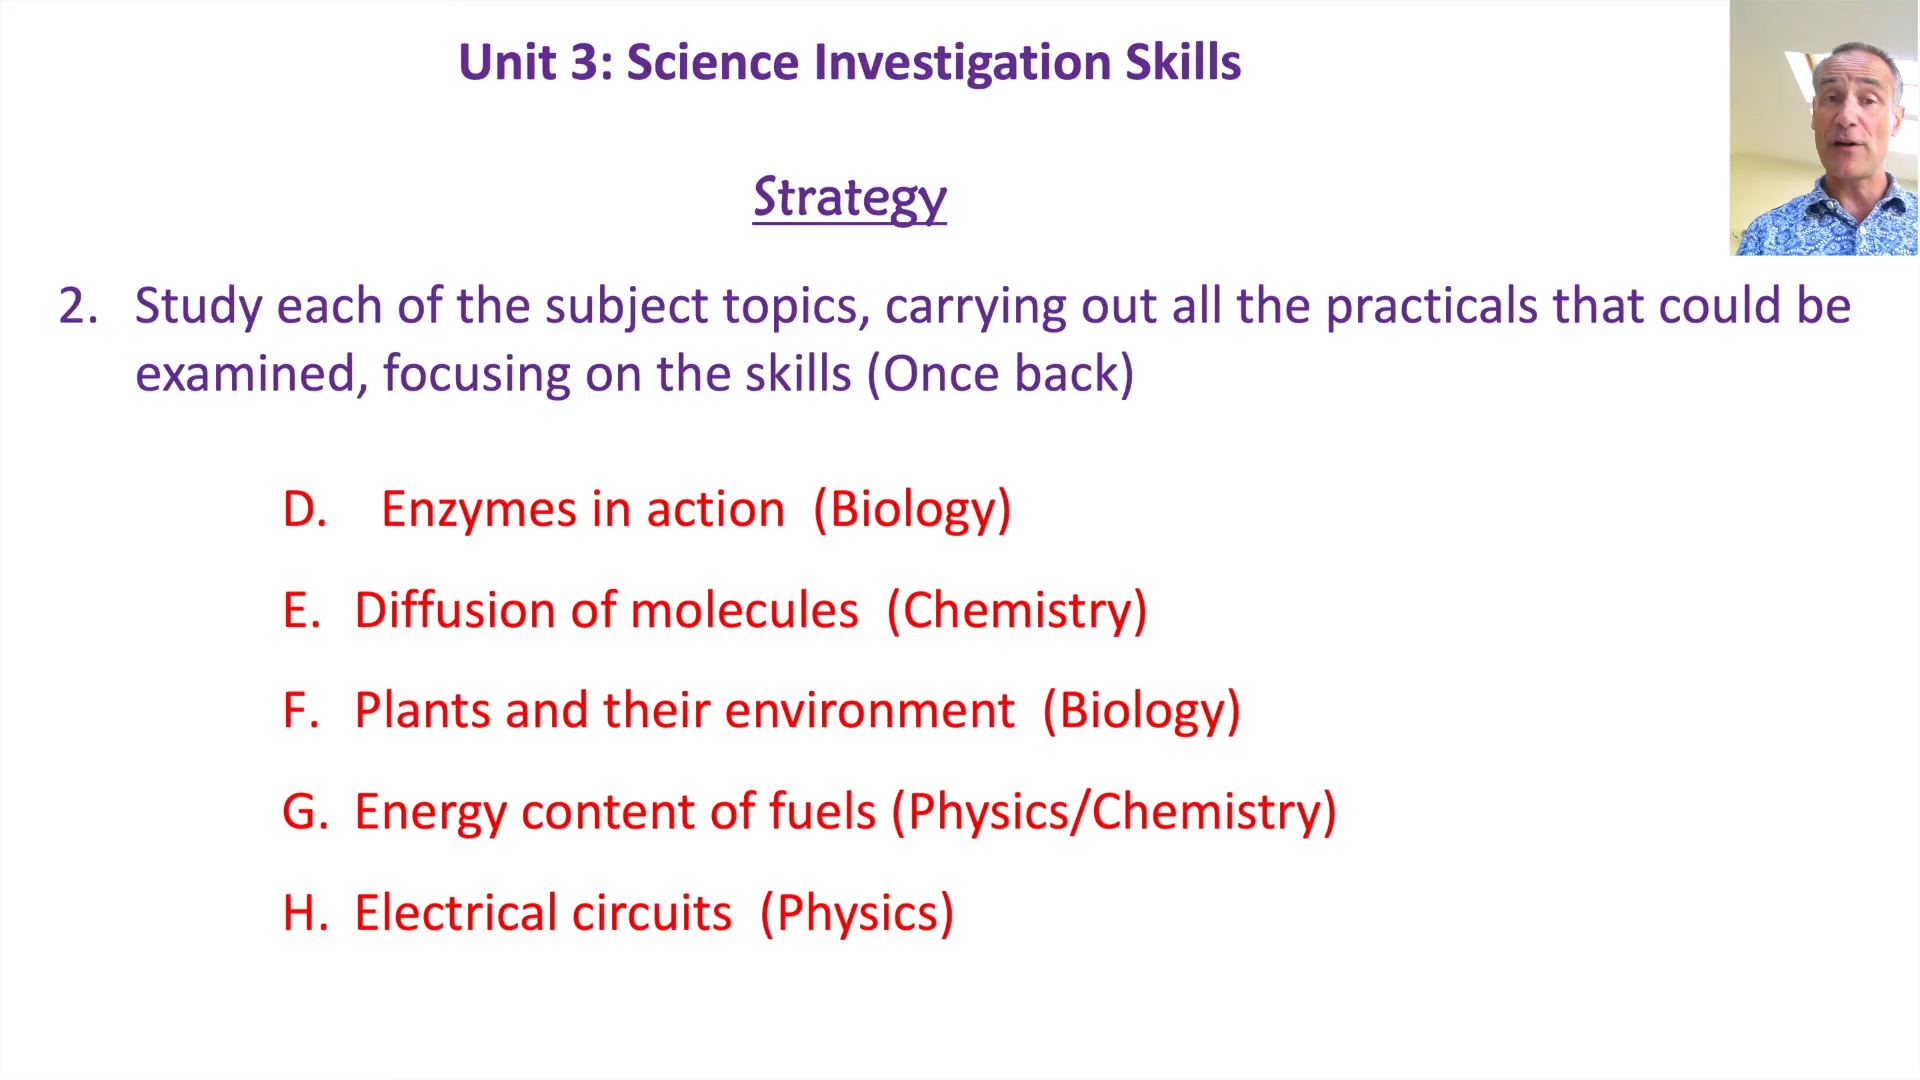 Unit 3: Science Investigation Skills
Strategy
2. Study each of the subject topics, carrying out all the practicals that could be
examined, focusing on the skills (Once back)
D. Enzymes in action (Biology)
E. Diffusion of molecules (Chemistry)
F. Plants and their environment (Biology)
G. Energy content of fuels (Physics/Chemistry)
H. Electrical circuits (Physics)